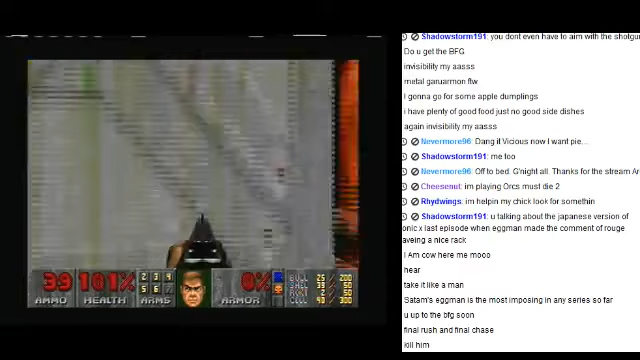 Shadowstorm191: you dont even have to aim with the shotgu
Do u get the BFG
invisibility my aasss
metal garuarmon ftw
I gonna go for some apple dumplings
i have plenty of good food just no good side dishes
again invisibility my aasss
Nevermore96: Dang it Vicious now I want pie...
Shadowstorm191: me too
Nevermore96: Off to bed. G'night all. Thanks for the stream Ar
Cheesenut: im playing Orcs must die 2
Rhydwings: im helpin my chick look for somethin
Shadowstorm191: u talking about the japanese version of
onic x last episode when eggman made the comment of rouge
aveing a nice rack
I Am cow here me mooo
hear
take it like a man
Satam's eggman is the most imposing in any series so far
u up to the bfg soon
final rush and final chase
kill him
39 101% 2 3 4 0% BULL 25 / 200
5 6 7 SHEL 39 / 50
RCKT 2 / 50
AMMO HEALTH ARMS ARMOR CELL 40 / 300